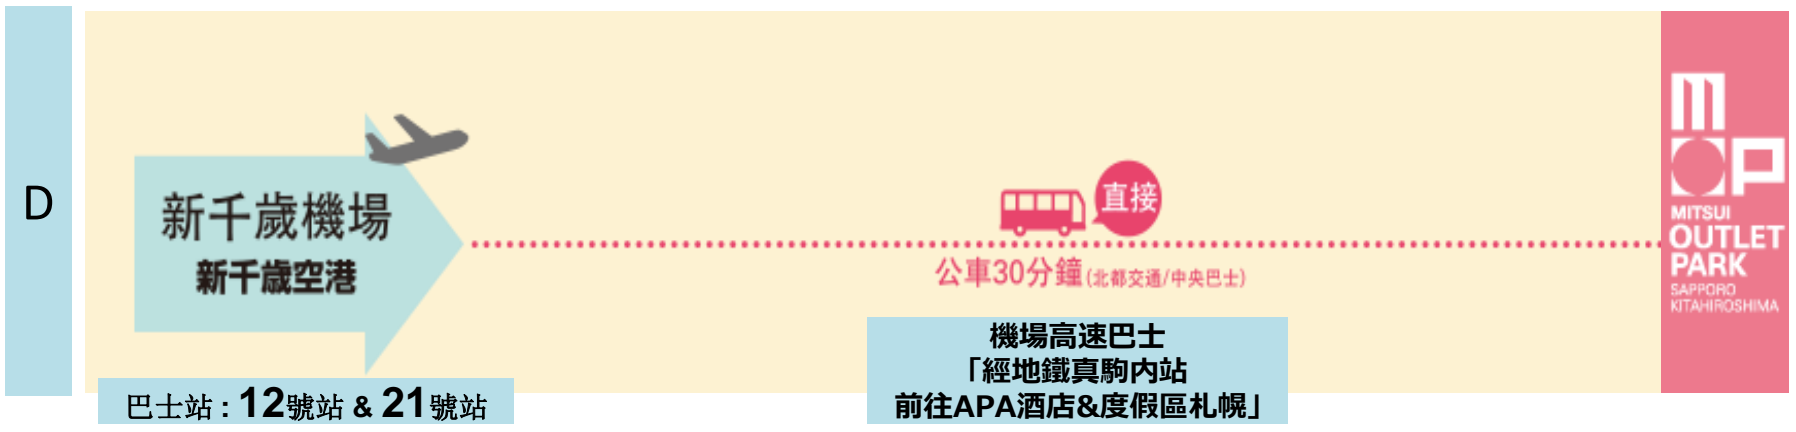 D
新千歲機場
新千歳空港
巴士站 : 12號站 & 21號站
直接
公車30分鐘(北都交通/中央巴士)
機場高速巴士
「經地鐵真駒內站
前往APA酒店&度假區札幌」
MOP
MITSUI
OUTLET
PARK
SAPPORO
KITAHIROSHIMA